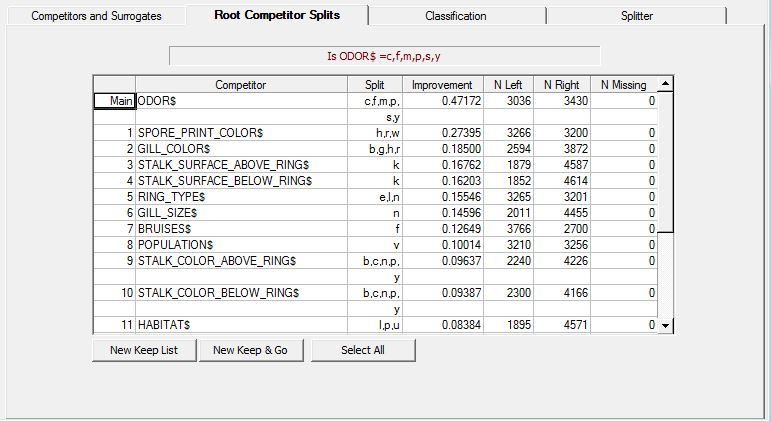 Competitors and Surrogates Root Competitor Splits Classification Splitter
Is ODOR$ =c,f,m,p,s,y
Competitor Split Improvement N Left N Right N Missing
Main ODOR$ c,f,m,p, 0.47172 3036 3430 0
s,y
1 SPORE_PRINT_COLOR$ h,r,w 0.27395 3266 3200 0
2 GILL_COLOR$ b,g,h,r 0.18500 2594 3872 0
3 STALK_SURFACE_ABOVE_RING$ k 0.16762 1879 4587 0
4 STALK_SURFACE_BELOW_RING$ k 0.16203 1852 4614 0
5 RING_TYPE$ e,l,n 0.15546 3265 3201 0
6 GILL_SIZE$ n 0.14596 2011 4455 0
7 BRUISES$ f 0.12649 3766 2700 0
8 POPULATION$ v 0.10014 3210 3256 0
9 STALK_COLOR_ABOVE_RING$ b,c,n,p, 0.09637 2240 4226 0
y
10 STALK_COLOR_BELOW_RING$ b,c,n,p, 0.09387 2300 4166 0
y
11 HABITAT$ l,p,u 0.08384 1895 4571 0
New Keep List New Keep & Go Select All